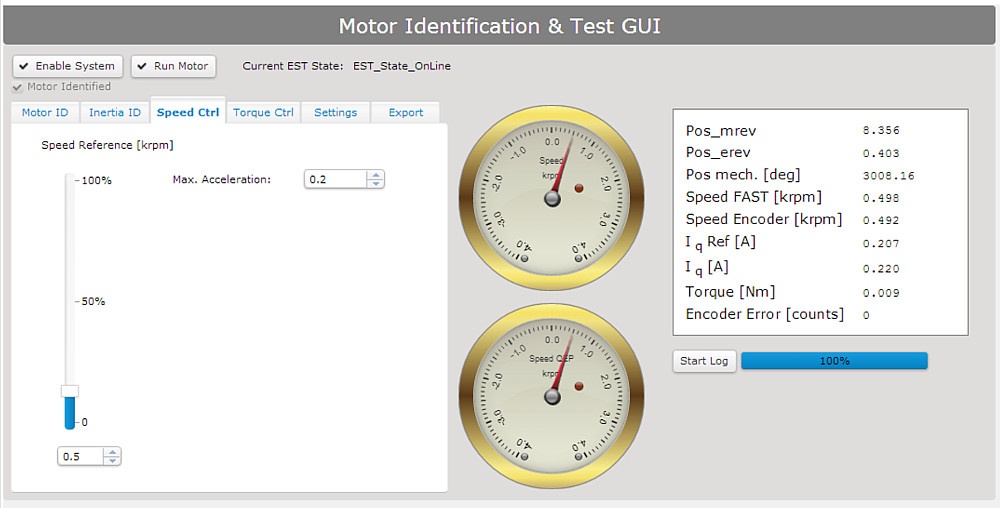 Motor Identification & Test GUI
Enable System Run Motor Current EST State: EST_State_OnLine
Motor Identified
Motor ID Inertia ID Speed Ctrl Torque Ctrl Settings Export
Speed Reference [krpm]
100%
Max. Acceleration: 0.2
50%
0
0.5
-4.0 -3.0 -2.0 -1.0 0.0 1.0 2.0 3.0 4.0
Speed
krpm
-4.0 -3.0 -2.0 -1.0 0.0 1.0 2.0 3.0 4.0
Speed QEP
krpm
Pos_mrev 8.356
Pos_erev 0.403
Pos mech. [deg] 3008.16
Speed FAST [krpm] 0.498
Speed Encoder [krpm] 0.492
I q Ref [A] 0.207
I q [A] 0.220
Torque [Nm] 0.009
Encoder Error [counts] 0
Start Log 100%